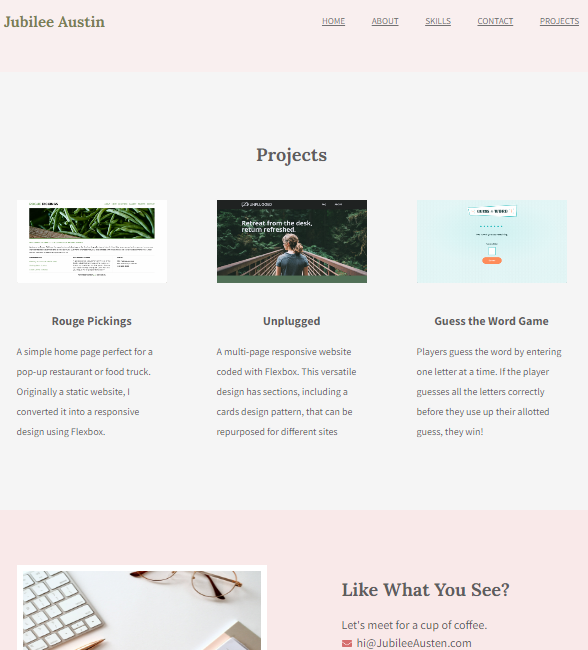 Jubilee Austin
HOME ABOUT SKILLS CONTACT PROJECTS
Projects
UNPLUGGED
Retreat from the desk,
return refreshed.
Rouge Pickings
A simple home page perfect for a
pop-up restaurant or food truck.
Originally a static website, I
converted it into a responsive
design using Flexbox.
Unplugged
A multi-page responsive website
coded with Flexbox. This versatile
design has sections, including a
cards design pattern, that can be
repurposed for different sites
Guess the Word Game
Players guess the word by entering
one letter at a time. If the player
guesses all the letters correctly
before they use up their allotted
guess, they win!
Like What You See?
Let's meet for a cup of coffee.
hi@JubileeAusten.com